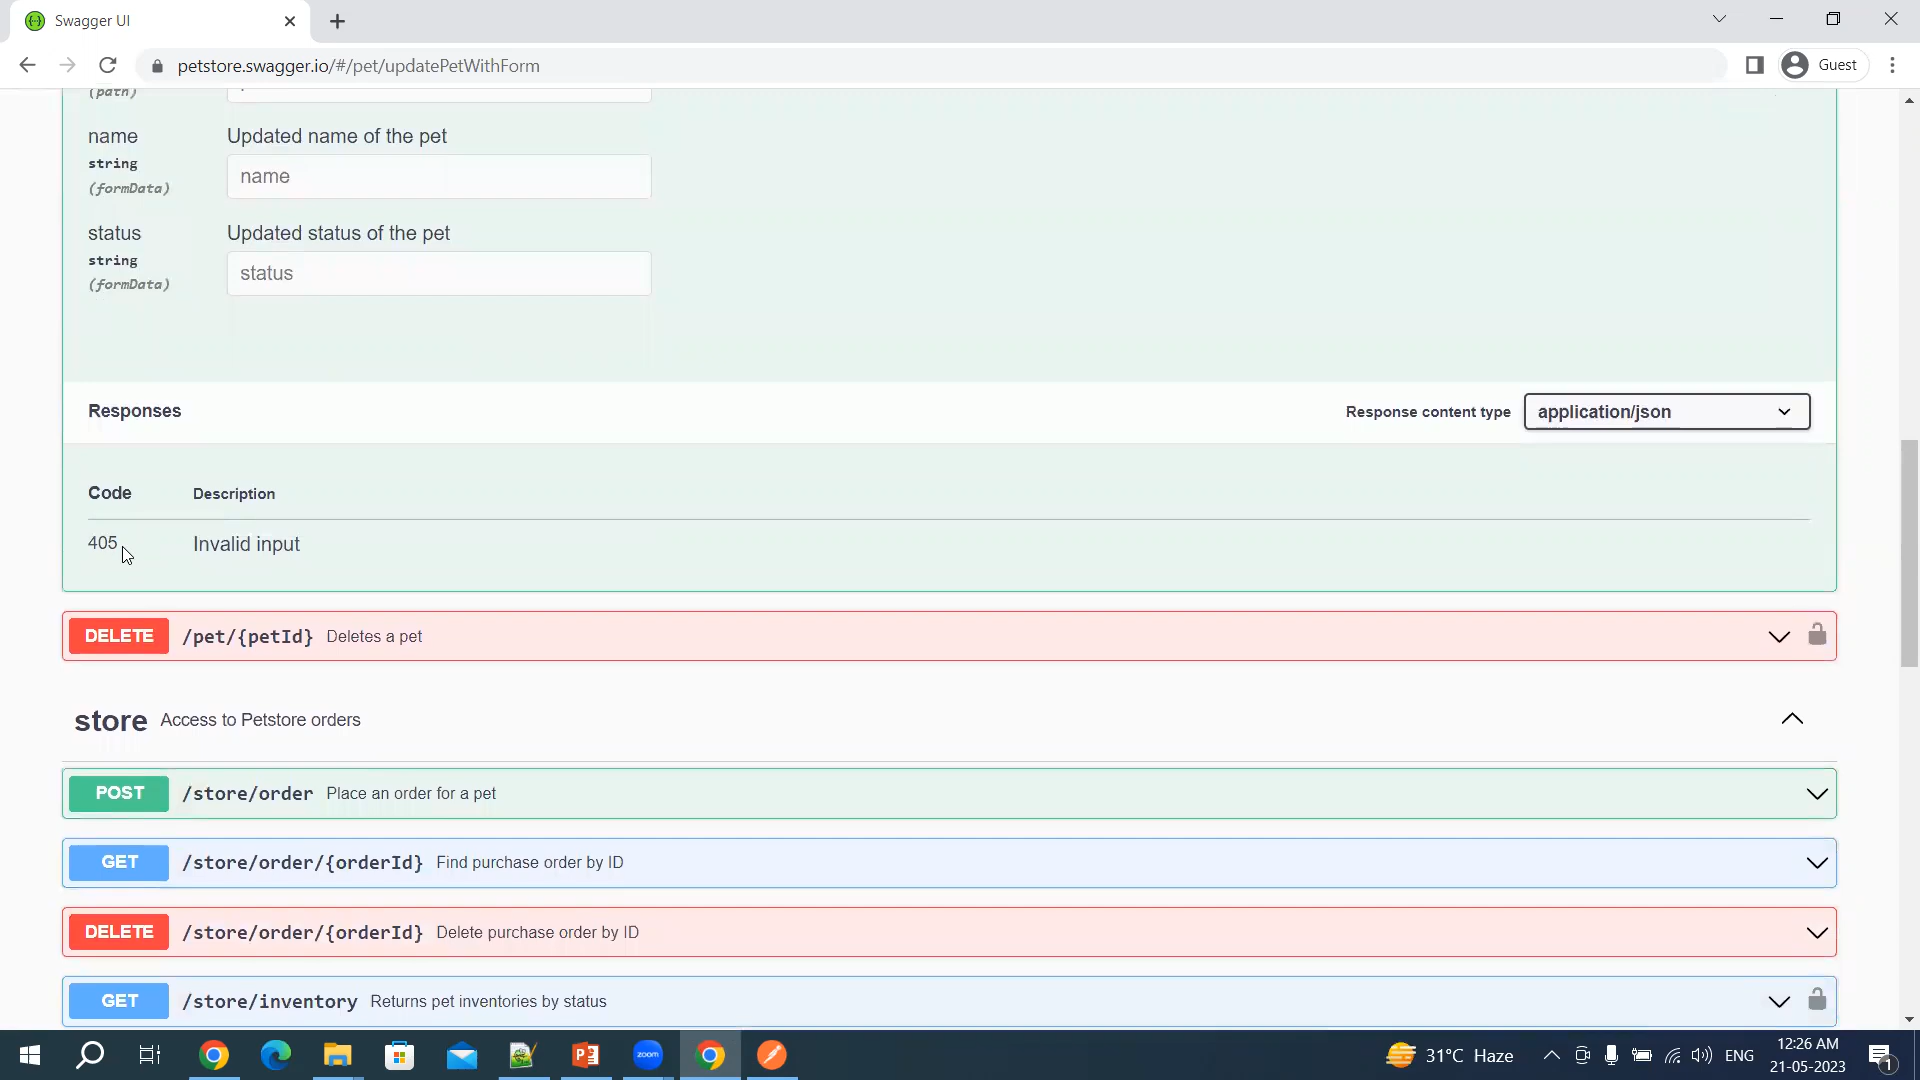 Swagger UI
petstore.swagger.io/#/pet/updatePetWithForm
Guest
(path)
name
Updated name of the pet
string
(formData)
name
status
Updated status of the pet
string
(formData)
status
Responses
Response content type
application/json
Code
Description
405
Invalid input
DELETE /pet/{petId} Deletes a pet
store Access to Petstore orders
POST /store/order Place an order for a pet
GET /store/order/{orderId} Find purchase order by ID
DELETE /store/order/{orderId} Delete purchase order by ID
GET /store/inventory Returns pet inventories by status
zoom
31°C Haze
ENG
12:26 AM
21-05-2023
1